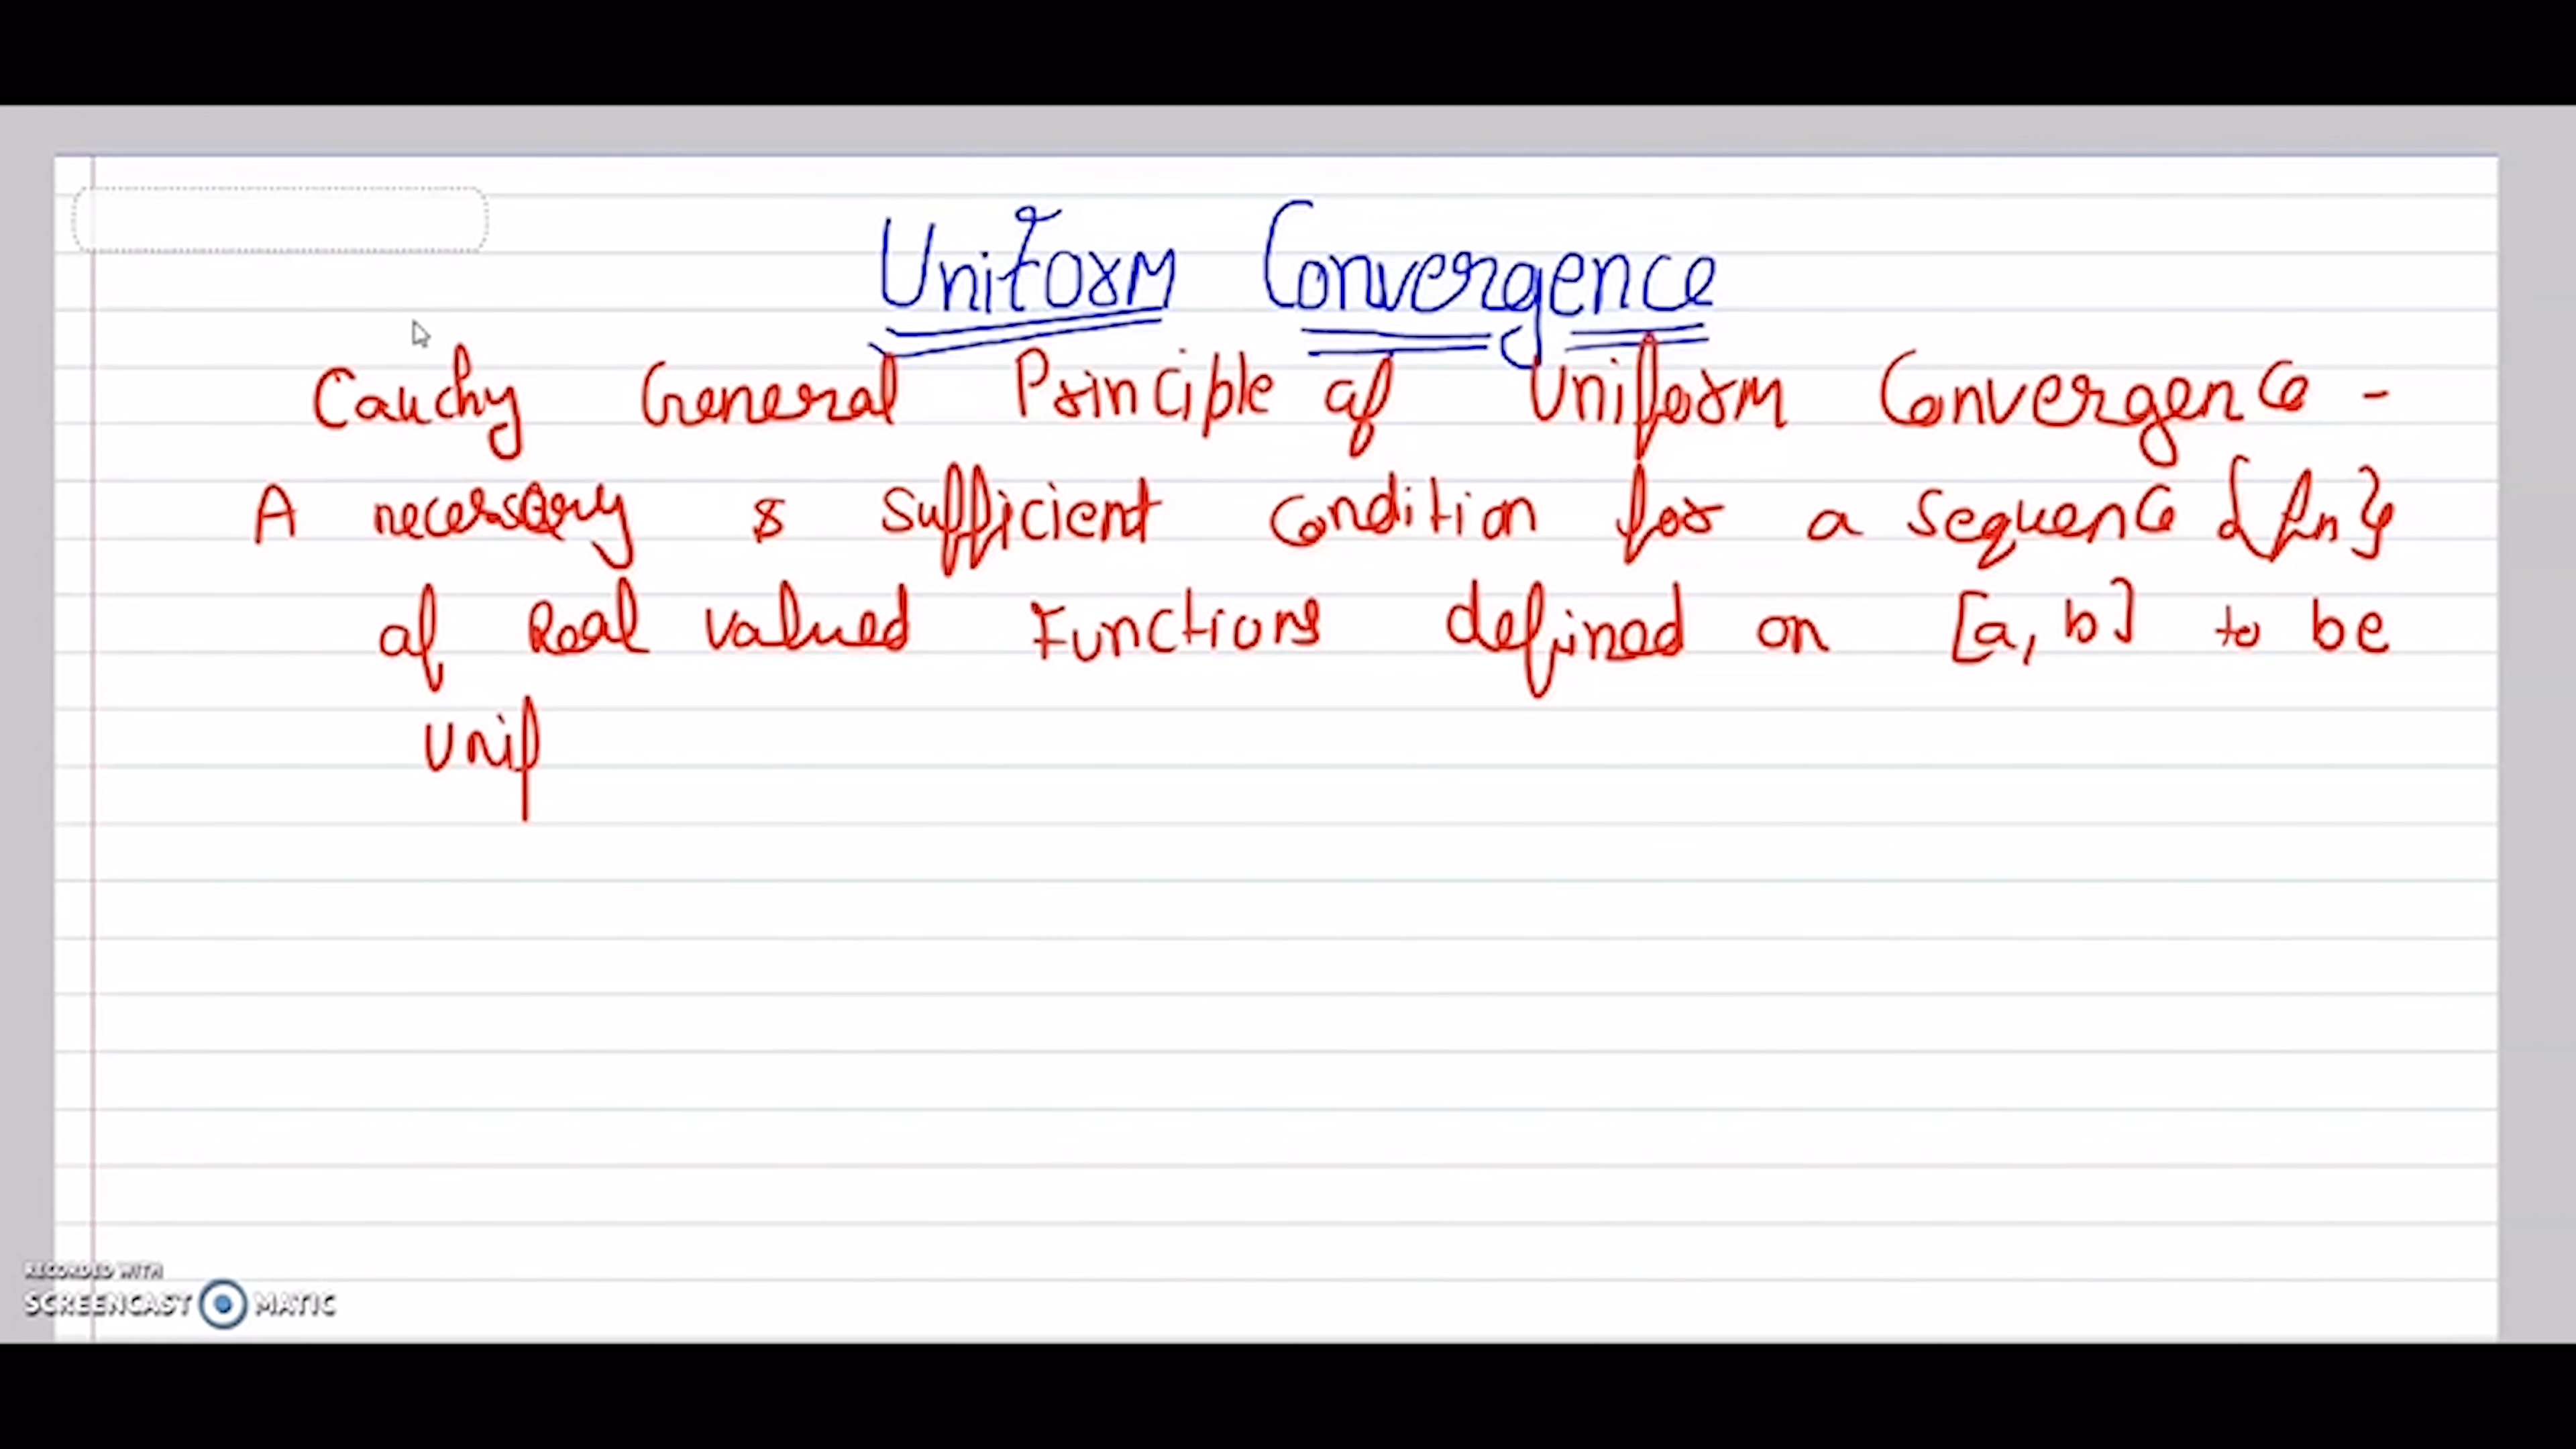 Uniform Convergence
Cauchy General Principle of Uniform Convergence -
A necessary & sufficient condition for a sequence {fn}
of Real valued Functions defined on [a, b] to be
Unif
RECORDED WITH
SCREENCAST MATIC